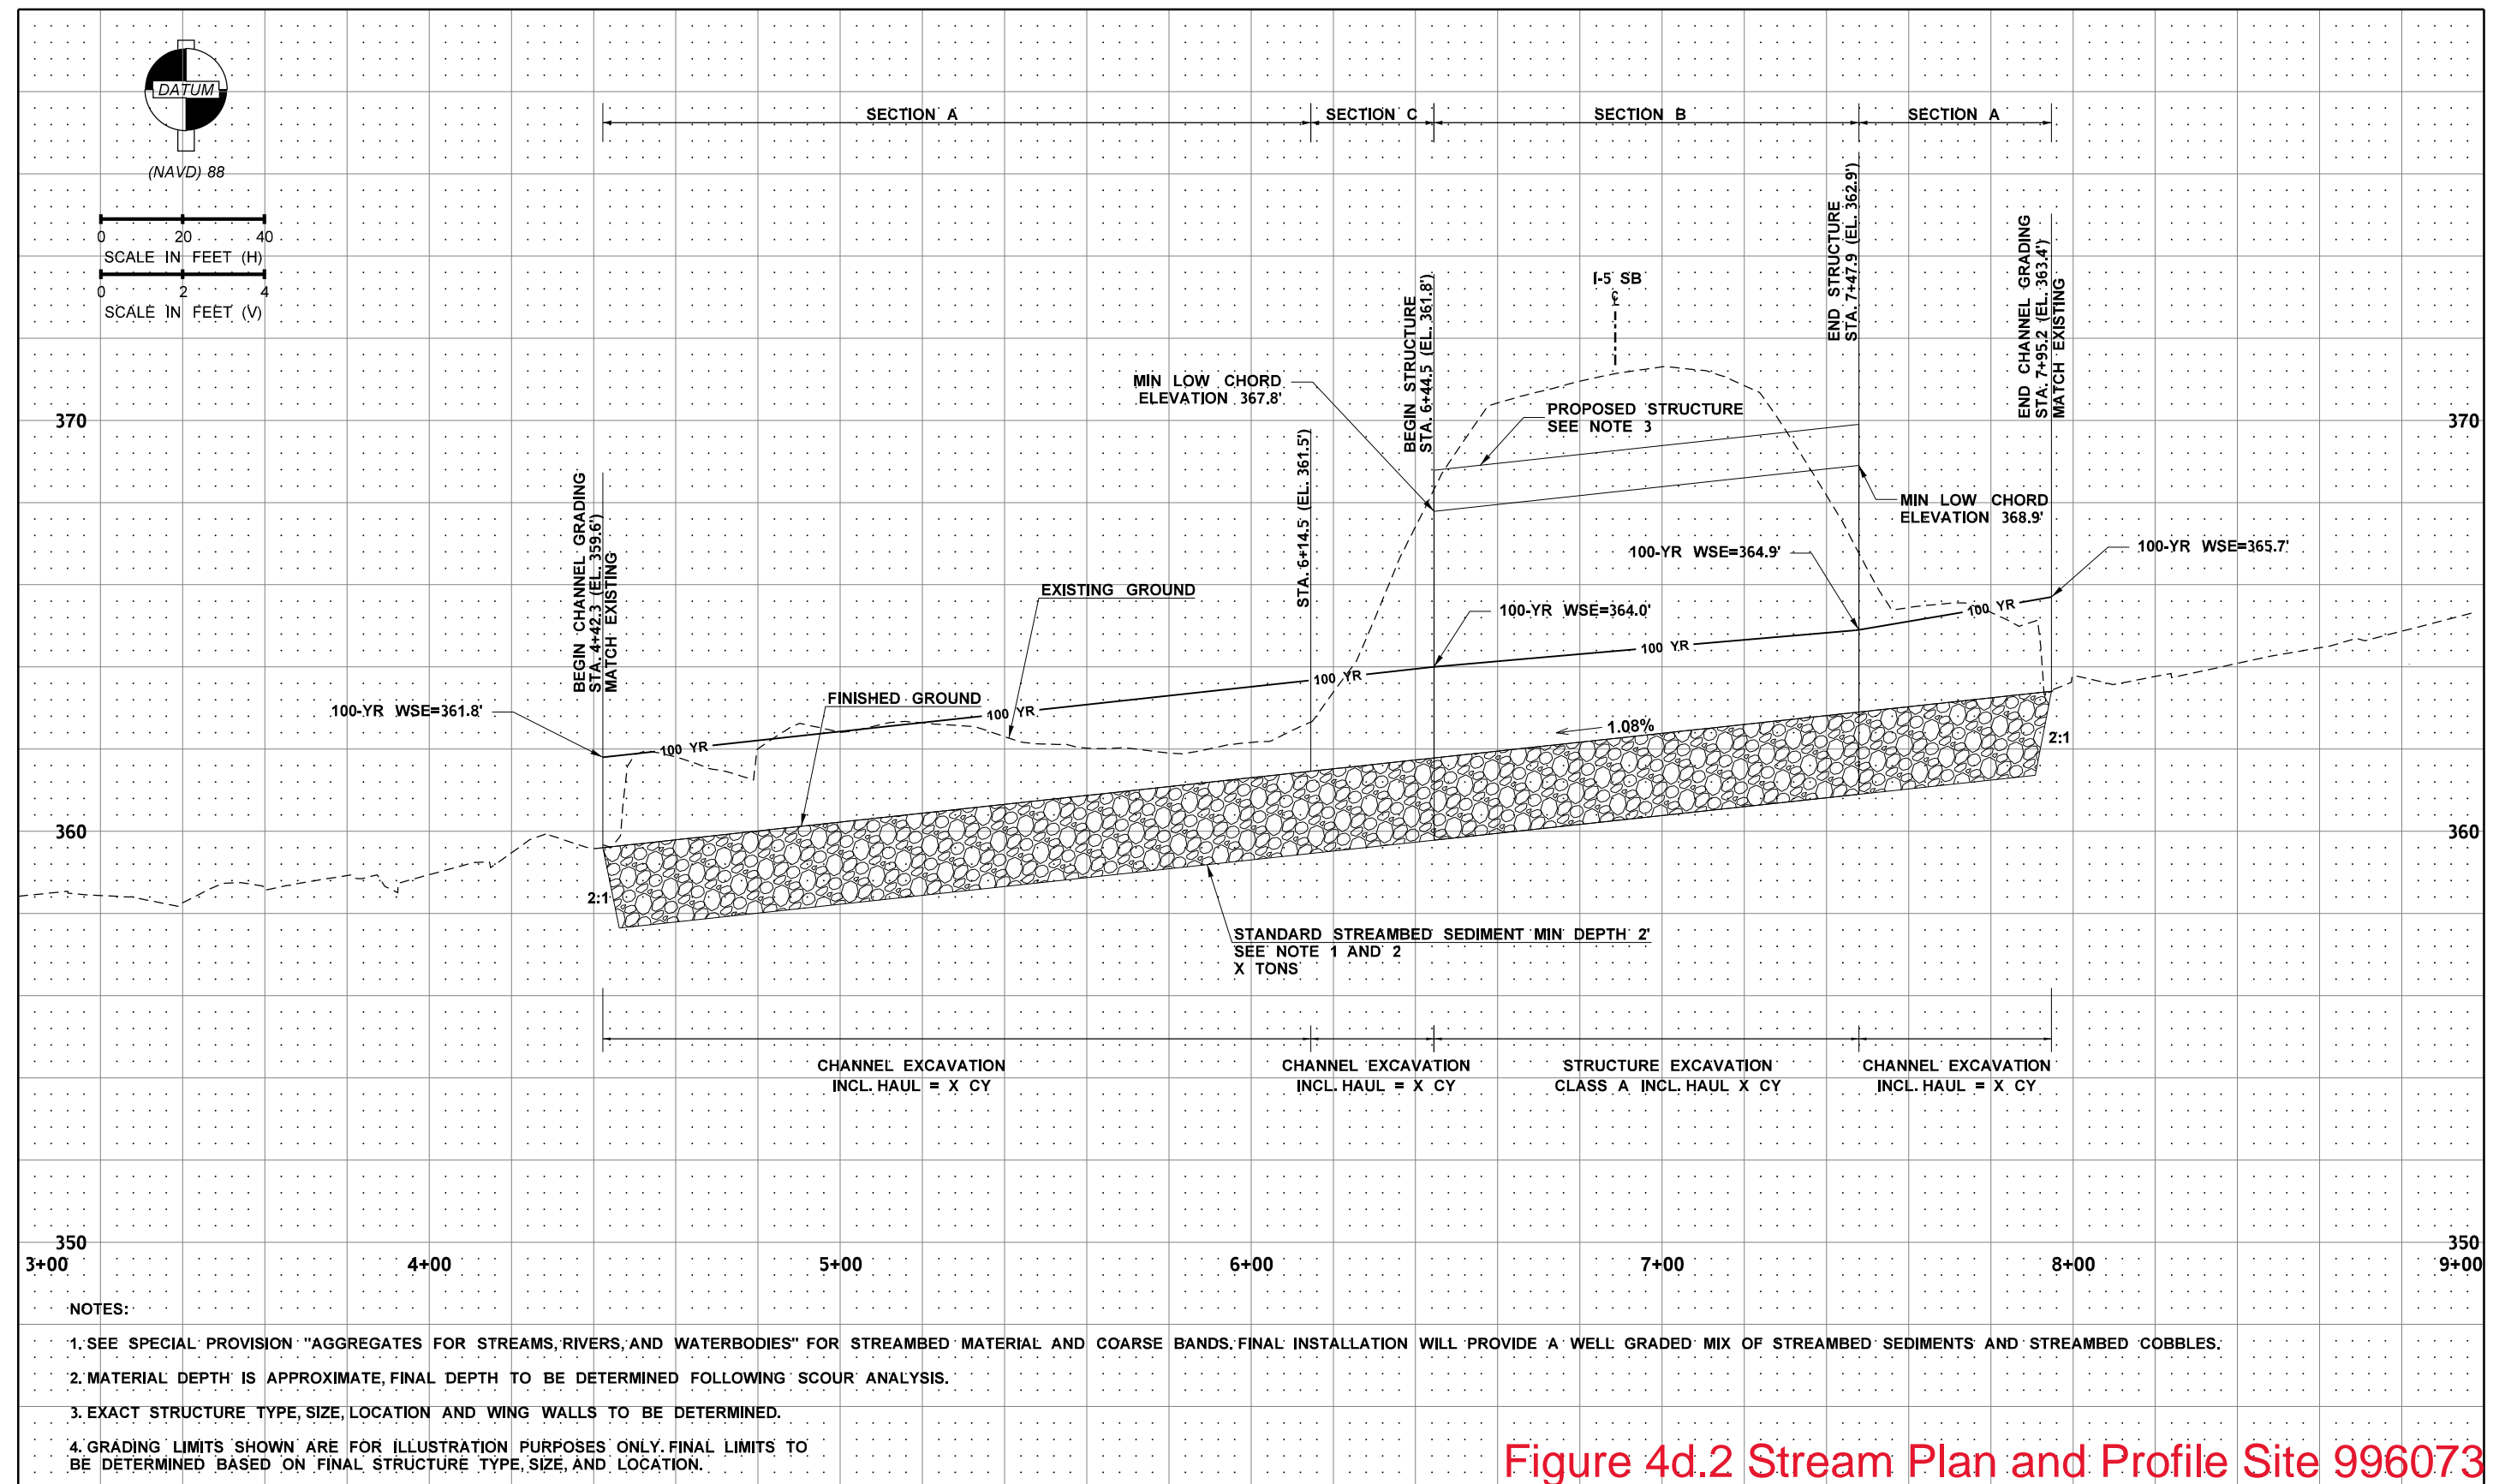 DATUM
(NAVD) 88
0 20 40
SCALE IN FEET (H)
0 2 4
SCALE IN FEET (V)
SECTION A
SECTION C
SECTION B
SECTION A
BEGIN CHANNEL GRADING
STA. 4+42.3 (EL. 359.6')
MATCH EXISTING
STA. 6+14.5 (EL. 361.5')
BEGIN STRUCTURE
STA. 6+44.5 (EL. 361.8')
END STRUCTURE
STA. 7+47.9 (EL. 362.9')
END CHANNEL GRADING
STA. 7+95.2 (EL. 363.4')
MATCH EXISTING
I-5 SB
MIN LOW CHORD
ELEVATION 367.8'
PROPOSED STRUCTURE
SEE NOTE 3
370
370
MIN LOW CHORD
ELEVATION 368.9'
100-YR WSE=364.9'
100-YR WSE=365.7'
EXISTING GROUND
100-YR WSE=364.0'
100 YR
100 YR
100 YR
FINISHED GROUND
100-YR WSE=361.8'
100 YR
100 YR
1.08%
2:1
360
360
2:1
STANDARD STREAMBED SEDIMENT MIN DEPTH 2'
SEE NOTE 1 AND 2
X TONS
CHANNEL EXCAVATION
INCL. HAUL = X CY
CHANNEL EXCAVATION
INCL. HAUL = X CY
STRUCTURE EXCAVATION
CLASS A INCL. HAUL X CY
CHANNEL EXCAVATION
INCL. HAUL = X CY
350
350
3+00 4+00 5+00 6+00 7+00 8+00 9+00
NOTES:
1. SEE SPECIAL PROVISION "AGGREGATES FOR STREAMS, RIVERS, AND WATERBODIES" FOR STREAMBED MATERIAL AND COARSE BANDS. FINAL INSTALLATION WILL PROVIDE A WELL GRADED MIX OF STREAMBED SEDIMENTS AND STREAMBED COBBLES.
2. MATERIAL DEPTH IS APPROXIMATE, FINAL DEPTH TO BE DETERMINED FOLLOWING SCOUR ANALYSIS.
3. EXACT STRUCTURE TYPE, SIZE, LOCATION AND WING WALLS TO BE DETERMINED.
4. GRADING LIMITS SHOWN ARE FOR ILLUSTRATION PURPOSES ONLY. FINAL LIMITS TO
BE DETERMINED BASED ON FINAL STRUCTURE TYPE, SIZE, AND LOCATION.
Figure 4d.2 Stream Plan and Profile Site 996073